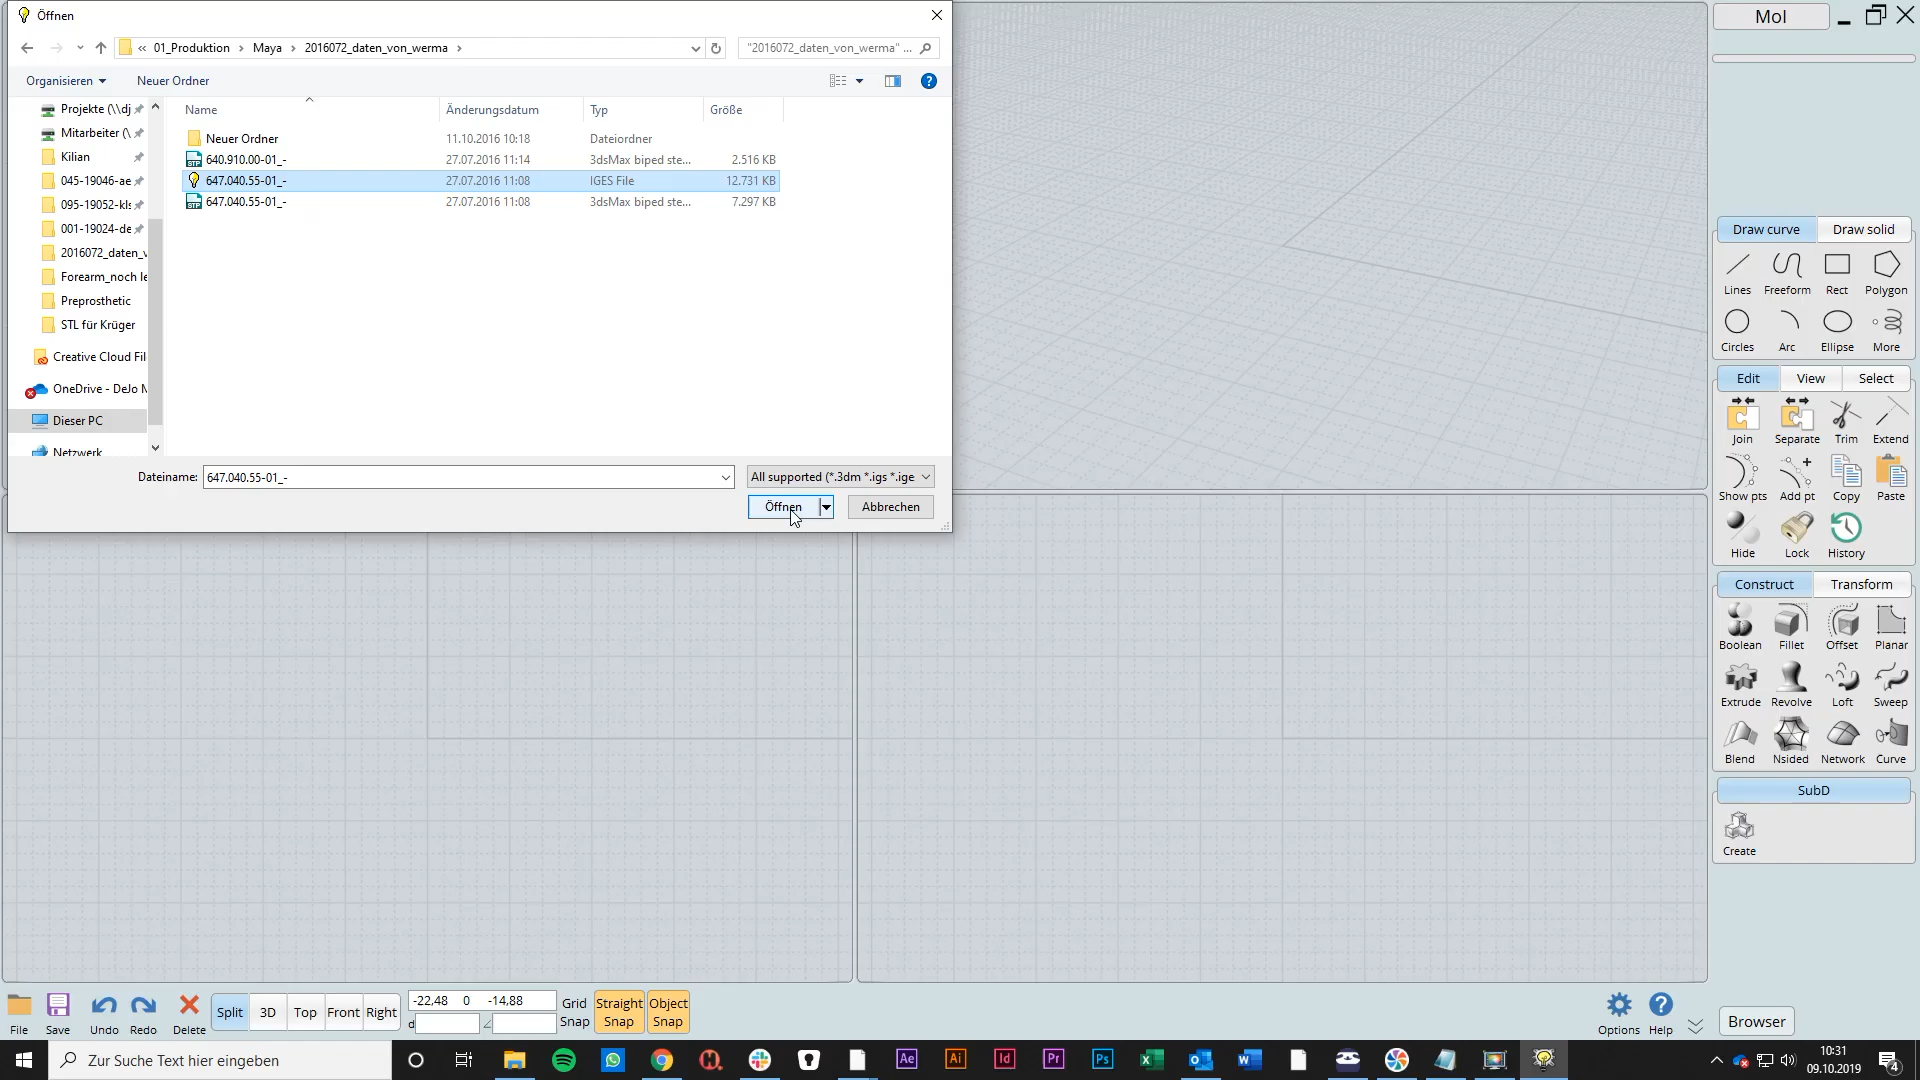 Öffnen
« 01_Produktion › Maya › 2016072_daten_von_werma ›
"2016072_daten_von_werma" ...
Organisieren
Neuer Ordner
Name
Änderungsdatum
Typ
Größe
Neuer Ordner 11.10.2016 10:18 Dateiordner
640.910.00-01_- 27.07.2016 11:14 3dsMax biped ste... 2.516 KB
647.040.55-01_- 27.07.2016 11:08 IGES File 12.731 KB
647.040.55-01_- 27.07.2016 11:08 3dsMax biped ste... 7.297 KB
Projekte (\\dj
Mitarbeiter (\
Kilian
045-19046-ae
095-19052-kls
001-19024-de
2016072_daten_v
Forearm_noch le
Preprosthetic
STL für Krüger
Creative Cloud Fil
OneDrive - DeJo M
Dieser PC
Netzwerk
Dateiname: 647.040.55-01_-
All supported (*.3dm *.igs *.ige
Öffnen
Abbrechen
MoI
Draw curve
Draw solid
Lines Freeform Rect Polygon
Circles Arc Ellipse More
Edit View Select
Join Separate Trim Extend
Show pts Add pt Copy Paste
Hide Lock History
Construct Transform
Boolean Fillet Offset Planar
Extrude Revolve Loft Sweep
Blend Nsided Network Curve
SubD
Create
File Save Undo Redo Delete
Split 3D Top Front Right
-22,48 0 -14,88
d
Grid
Snap
Straight
Snap
Object
Snap
Options Help
Browser
Zur Suche Text hier eingeben
Ae Ai Id Pr Ps
10:31
09.10.2019
4